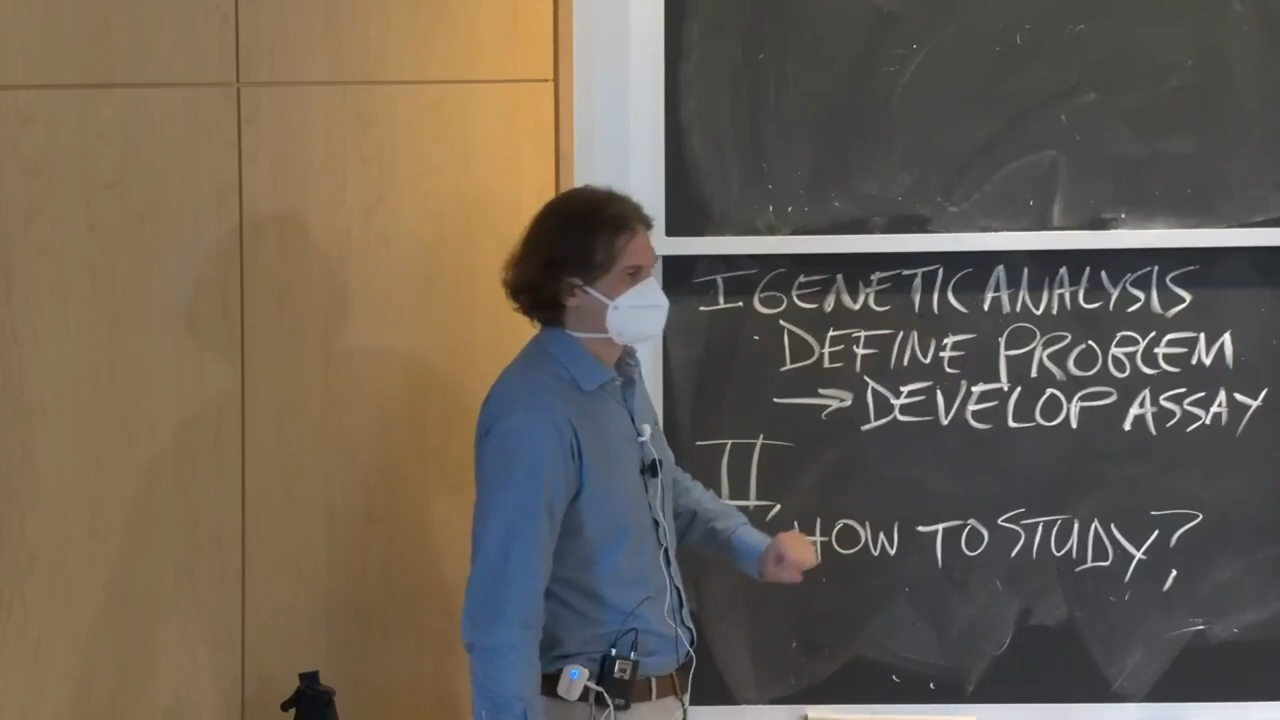 I GENETIC ANALYSIS
· DEFINE PROBLEM
→ DEVELOP ASSAY
II,
HOW TO STUDY?